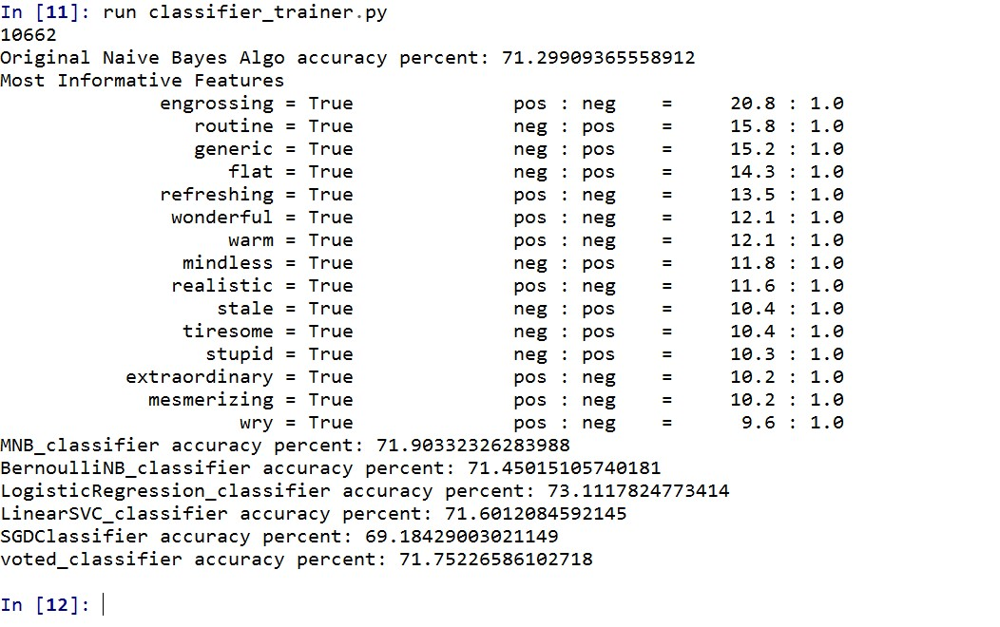 In [11]: run classifier_trainer.py
10662
Original Naive Bayes Algo accuracy percent: 71.29909365558912
Most Informative Features
engrossing = True pos : neg = 20.8 : 1.0
routine = True neg : pos = 15.8 : 1.0
generic = True neg : pos = 15.2 : 1.0
flat = True neg : pos = 14.3 : 1.0
refreshing = True pos : neg = 13.5 : 1.0
wonderful = True pos : neg = 12.1 : 1.0
warm = True pos : neg = 12.1 : 1.0
mindless = True neg : pos = 11.8 : 1.0
realistic = True pos : neg = 11.6 : 1.0
stale = True neg : pos = 10.4 : 1.0
tiresome = True neg : pos = 10.4 : 1.0
stupid = True neg : pos = 10.3 : 1.0
extraordinary = True pos : neg = 10.2 : 1.0
mesmerizing = True pos : neg = 10.2 : 1.0
wry = True pos : neg = 9.6 : 1.0
MNB_classifier accuracy percent: 71.90332326283988
BernoulliNB_classifier accuracy percent: 71.45015105740181
LogisticRegression_classifier accuracy percent: 73.1117824773414
LinearSVC_classifier accuracy percent: 71.6012084592145
SGDClassifier accuracy percent: 69.18429003021149
voted_classifier accuracy percent: 71.75226586102718
In [12]: